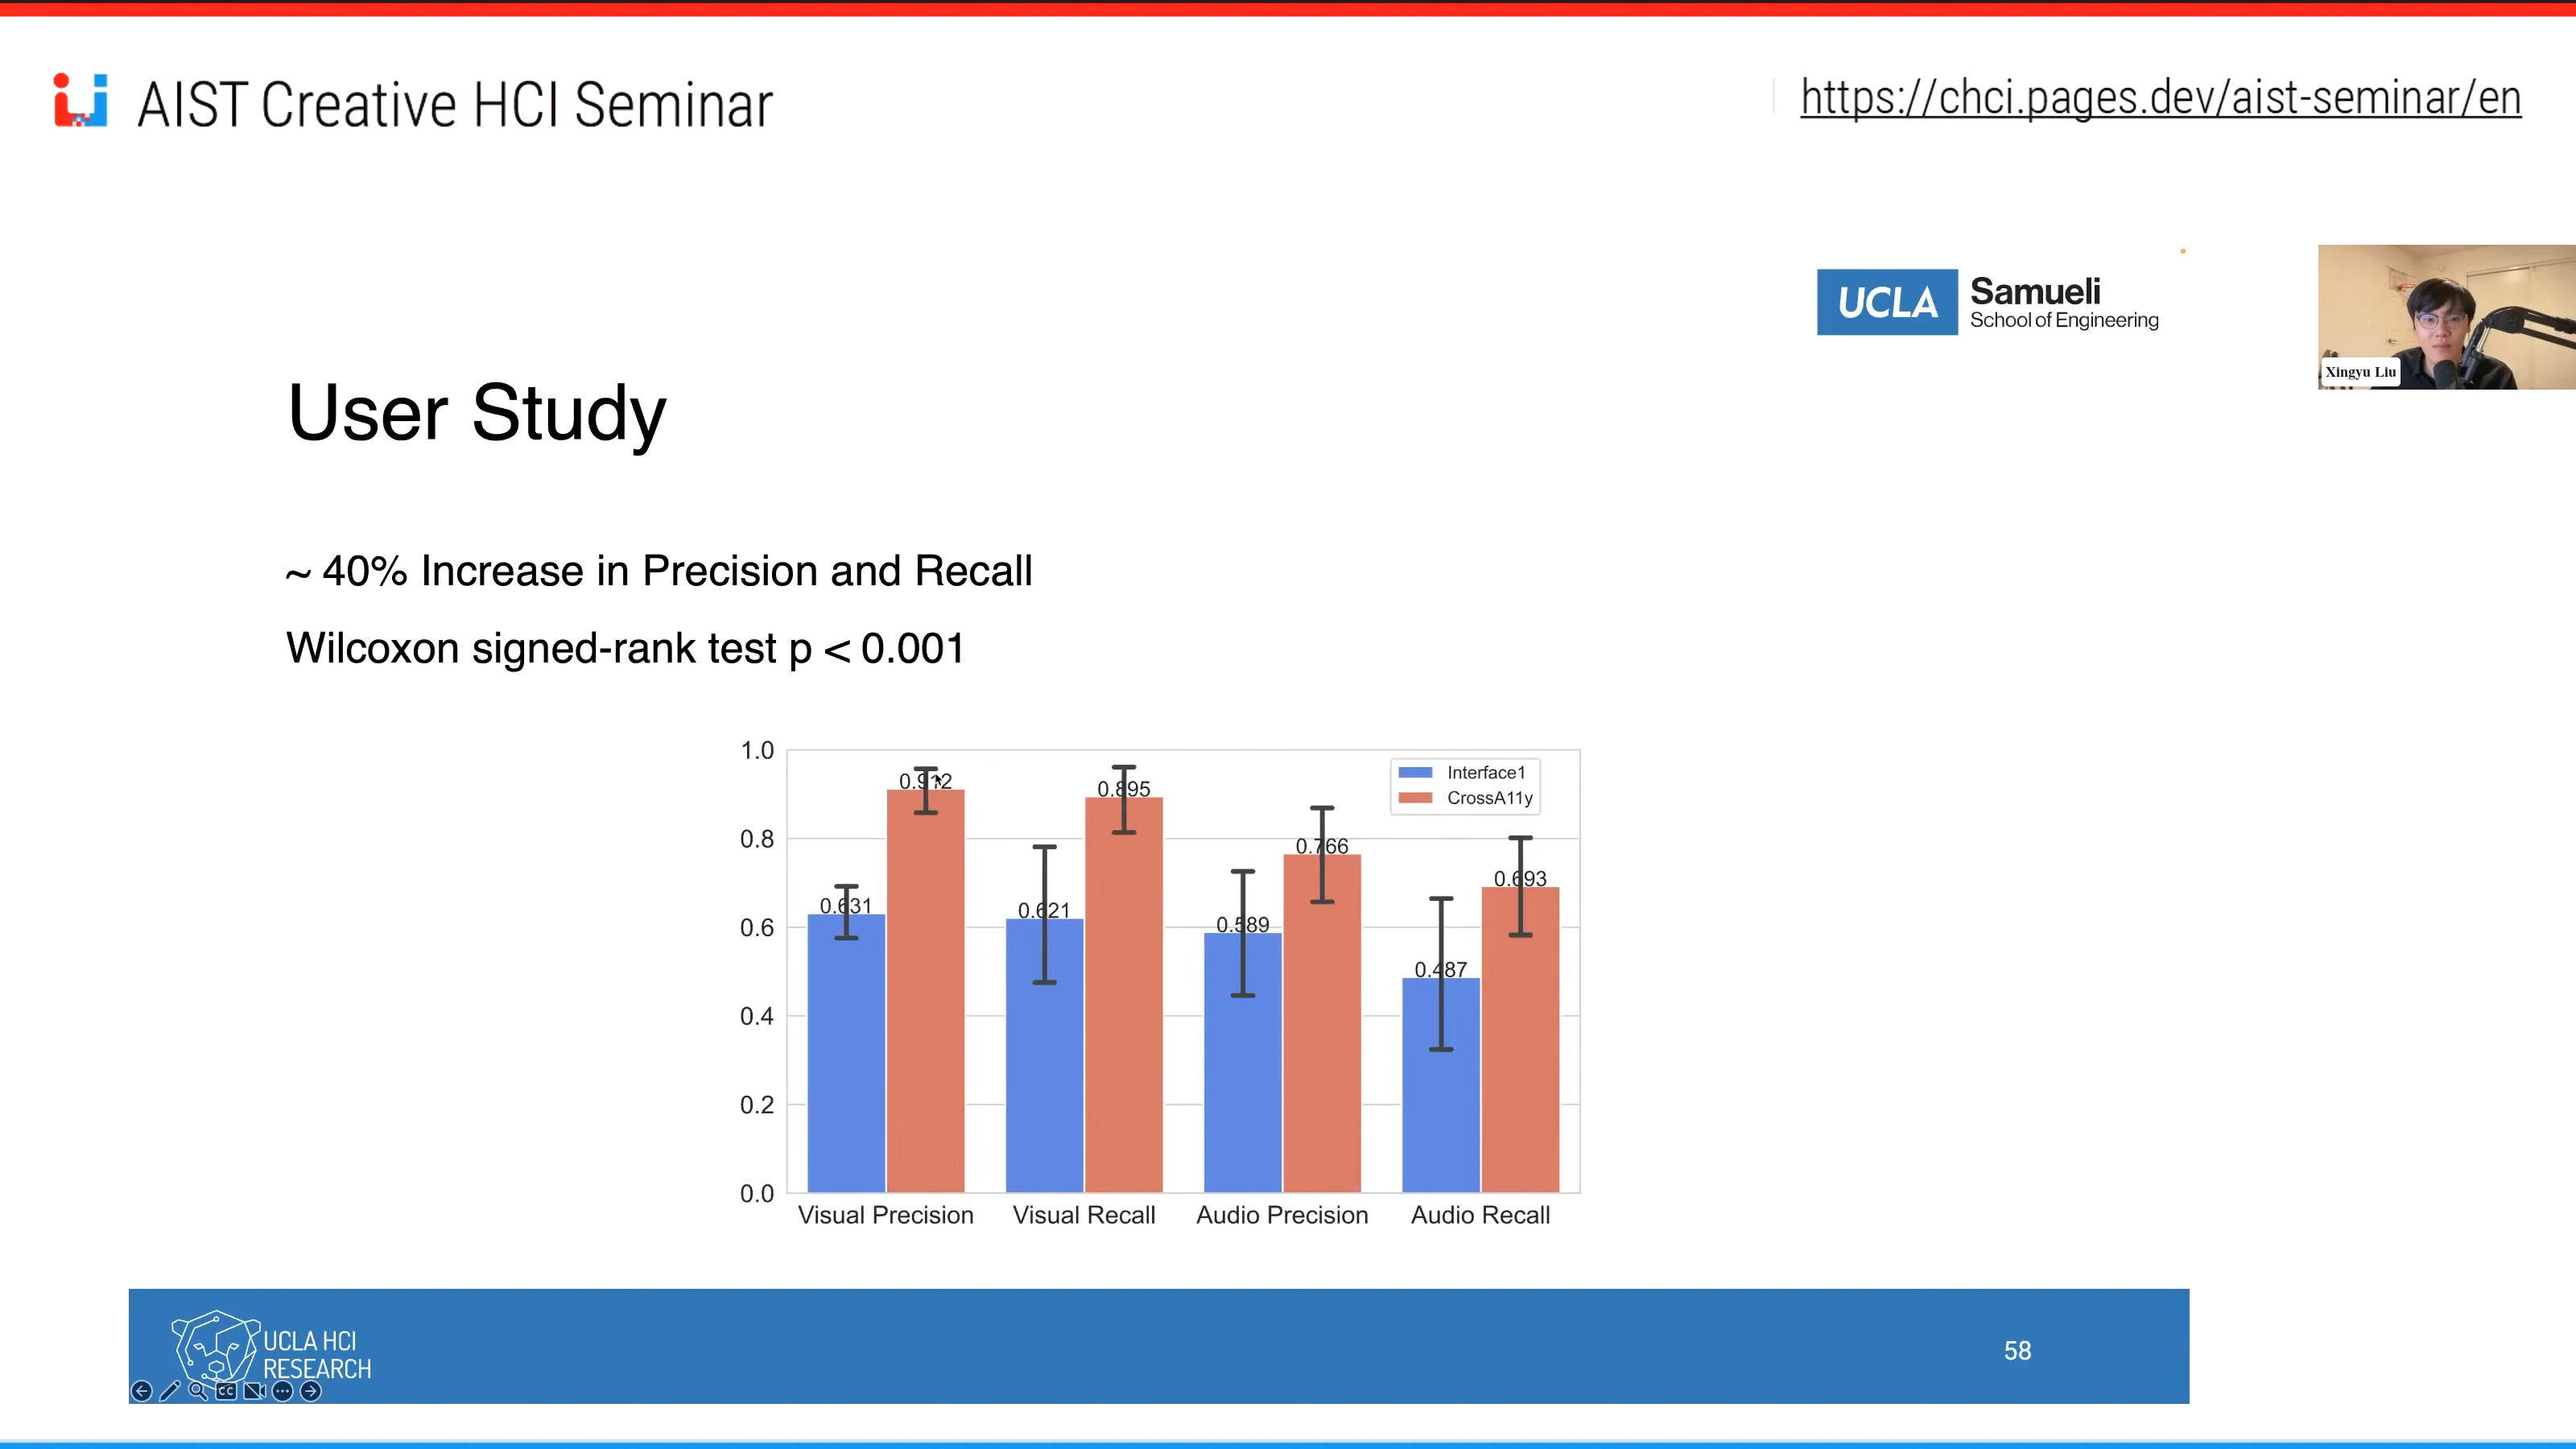 AIST Creative HCI Seminar
https://chci.pages.dev/aist-seminar/en
UCLA Samueli
School of Engineering
Xingyu Liu
User Study
~ 40% Increase in Precision and Recall
Wilcoxon signed-rank test p < 0.001
1.0
0.8
0.6
0.4
0.2
0.0
Interface1
CrossA11y
0.631
0.912
0.621
0.895
0.589
0.766
0.487
0.693
Visual Precision
Visual Recall
Audio Precision
Audio Recall
UCLA HCI
RESEARCH
CC
58